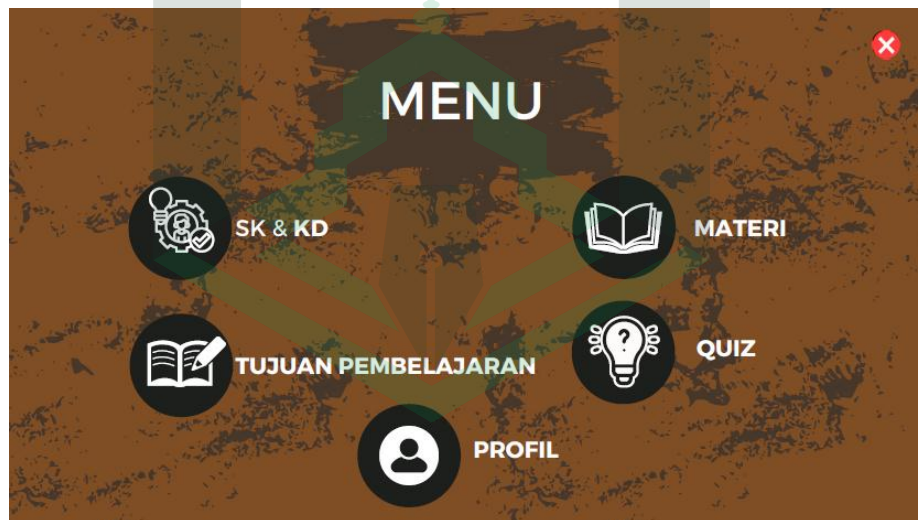 MENU
SK & KD
MATERI
TUJUAN PEMBELAJARAN
QUIZ
PROFIL